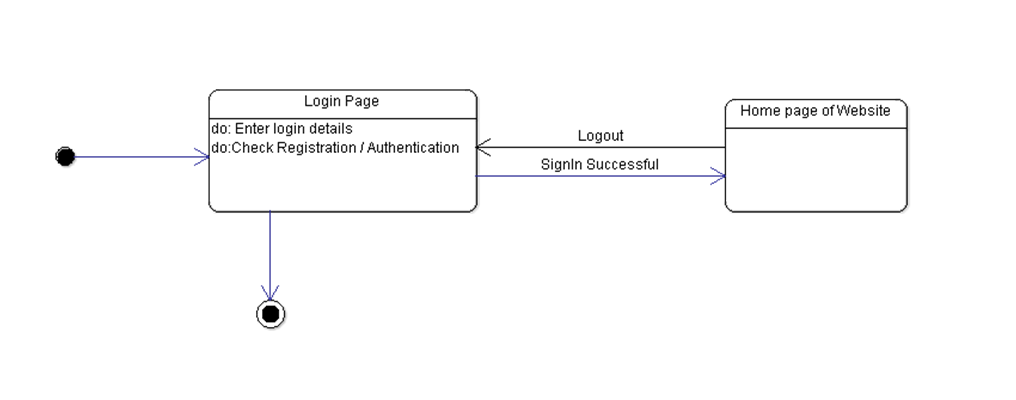 Login Page
do: Enter login details
do:Check Registration / Authentication
Logout
SignIn Successful
Home page of Website